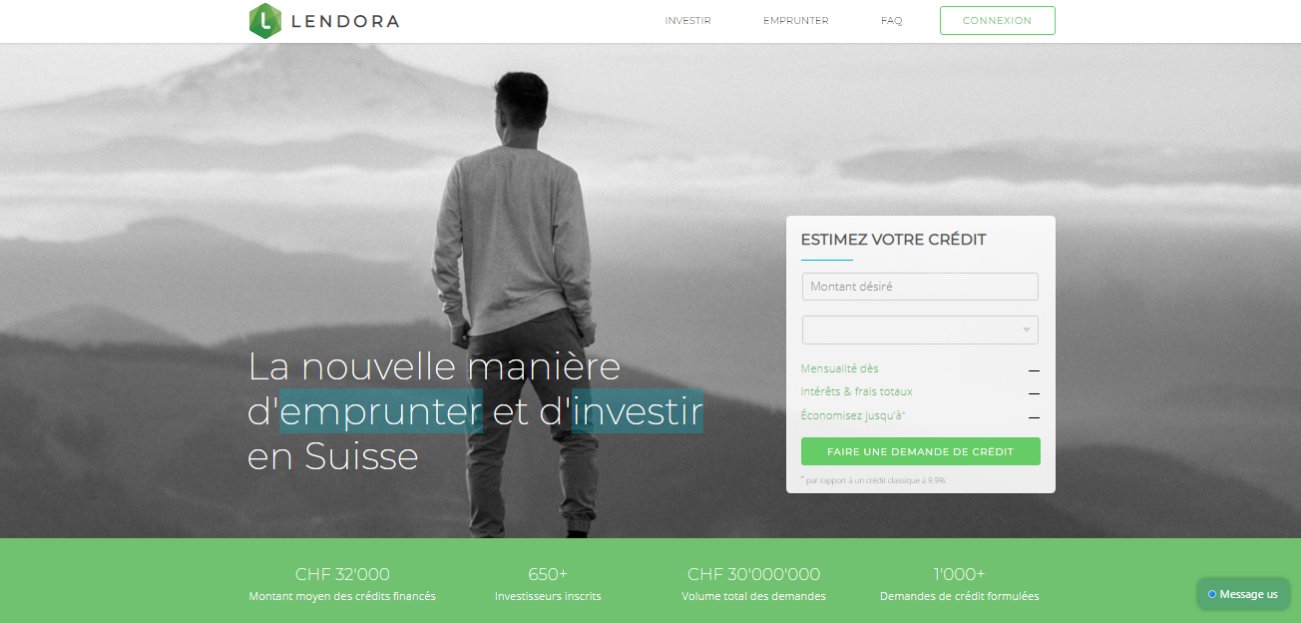 LENDORA
INVESTIR
EMPRUNTER
FAQ
CONNEXION
La nouvelle manière
d'emprunter et d'investir
en Suisse
ESTIMEZ VOTRE CRÉDIT
Montant désiré
Mensualité dès —
Intérêts & frais totaux —
Économisez jusqu'à* —
FAIRE UNE DEMANDE DE CRÉDIT
* par rapport à un crédit classique à 9.9%
CHF 32'000
Montant moyen des crédits financés
650+
Investisseurs inscrits
CHF 30'000'000
Volume total des demandes
1'000+
Demandes de crédit formulées
Message us